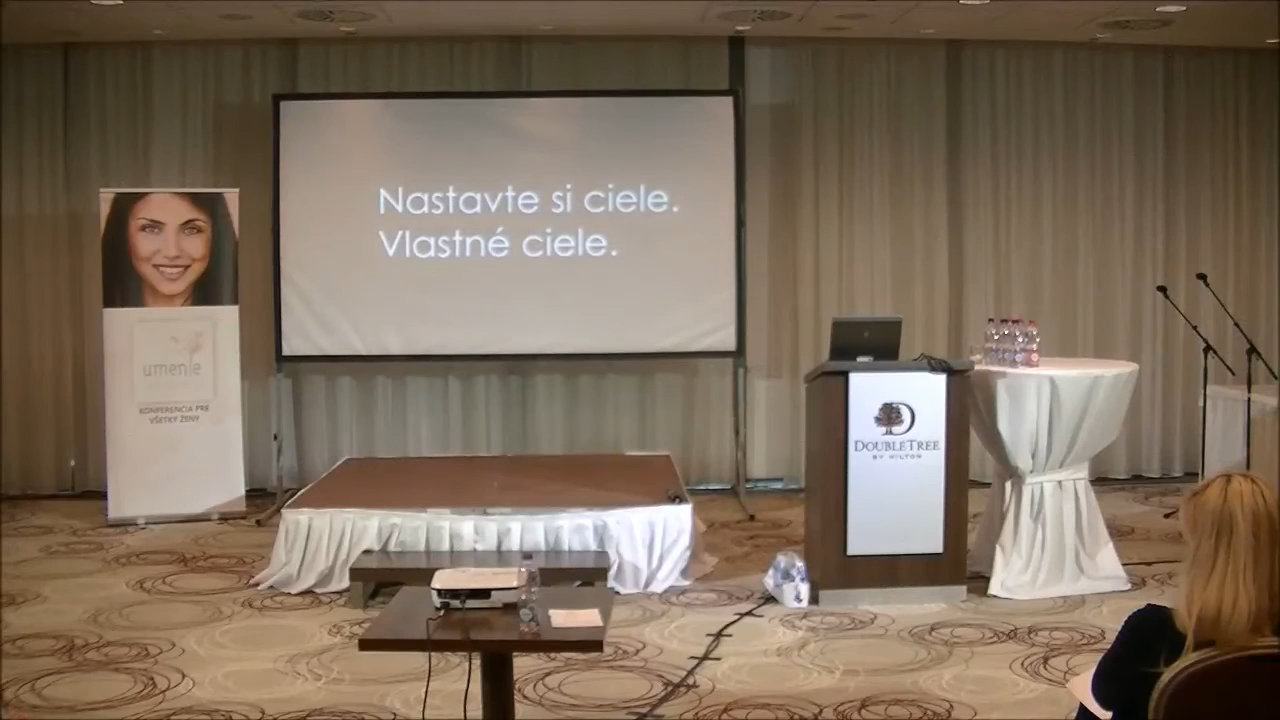 Nastavte si ciele.
Vlastné ciele.
umenie
KONFERENCIA PRE
VŠETKY ŽENY
D
DOUBLETREE
BY HILTON